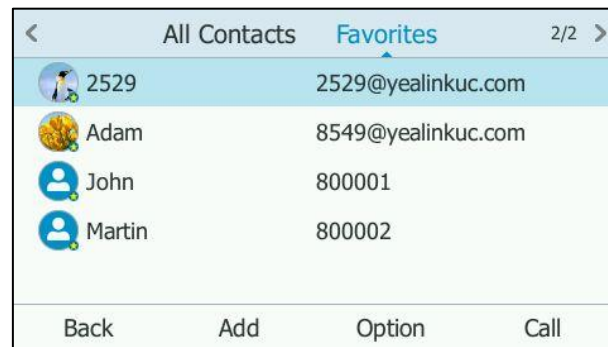 All Contacts Favorites 2/2
2529 2529@yealinkuc.com
Adam 8549@yealinkuc.com
John 800001
Martin 800002
Back Add Option Call